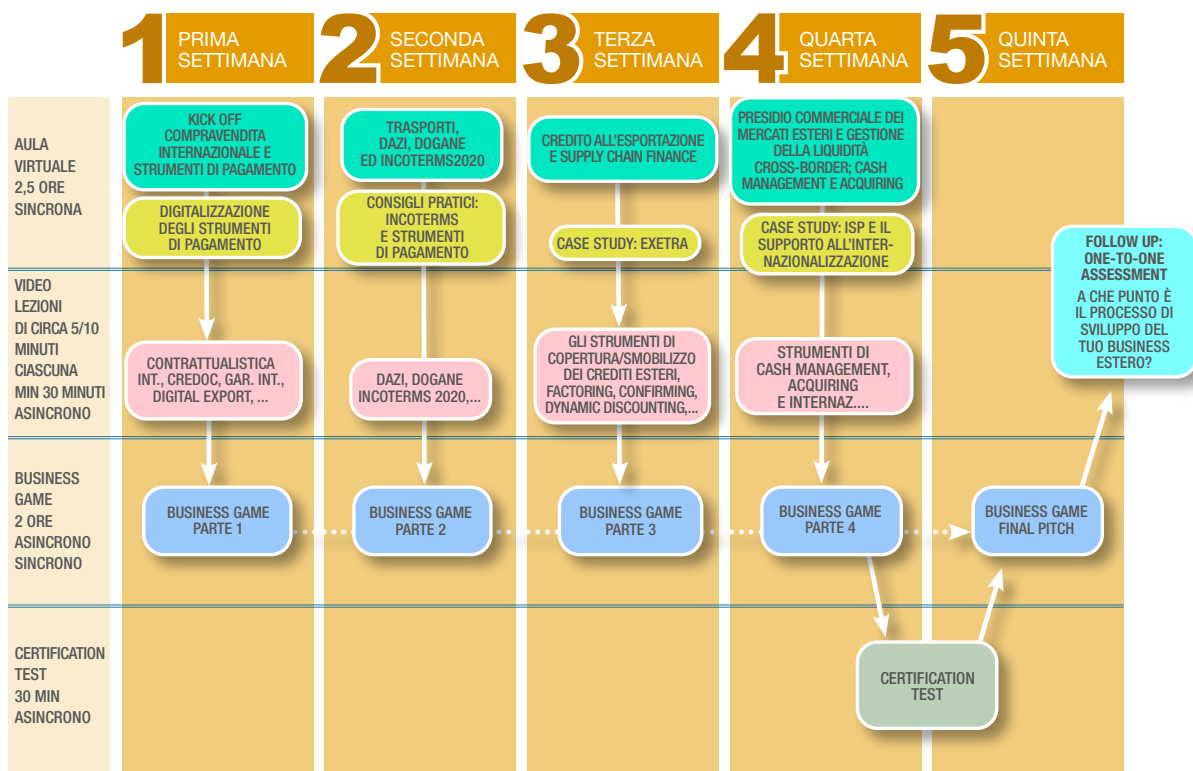 1
PRIMA
SETTIMANA
2
SECONDA
SETTIMANA
3
TERZA
SETTIMANA
4
QUARTA
SETTIMANA
5
QUINTA
SETTIMANA
AULA
VIRTUALE
2,5 ORE
SINCRONA
KICK OFF
COMPRAVENDITA
INTERNAZIONALE E
STRUMENTI DI PAGAMENTO
DIGITALIZZAZIONE
DEGLI STRUMENTI
DI PAGAMENTO
TRASPORTI,
DAZI, DOGANE
ED INCOTERMS2020
CONSIGLI PRATICI:
INCOTERMS
E STRUMENTI
DI PAGAMENTO
CREDITO ALL'ESPORTAZIONE
E SUPPLY CHAIN FINANCE
CASE STUDY: EXETRA
PRESIDIO COMMERCIALE DEI
MERCATI ESTERI E GESTIONE
DELLA LIQUIDITÀ
CROSS-BORDER; CASH
MANAGEMENT E ACQUIRING
CASE STUDY: ISP E IL
SUPPORTO ALL'INTER-
NAZIONALIZZAZIONE
FOLLOW UP:
ONE-TO-ONE
ASSESSMENT
A CHE PUNTO È
IL PROCESSO DI
SVILUPPO DEL
TUO BUSINESS
ESTERO?
VIDEO
LEZIONI
DI CIRCA 5/10
MINUTI
CIASCUNA
MIN 30 MINUTI
ASINCRONO
CONTRATTUALISTICA
INT., CREDOC, GAR. INT.,
DIGITAL EXPORT, ...
DAZI, DOGANE
INCOTERMS 2020,...
GLI STRUMENTI DI
COPERTURA/SMOBILIZO
DEI CREDITI ESTERI,
FACTORING, CONFIRMING,
DYNAMIC DISCOUNTING,...
STRUMENTI DI
CASH MANAGEMENT,
ACQUIRING
E INTERNAZ....
BUSINESS
GAME
2 ORE
ASINCRONO
SINCRONO
BUSINESS GAME
PARTE 1
BUSINESS GAME
PARTE 2
BUSINESS GAME
PARTE 3
BUSINESS GAME
PARTE 4
BUSINESS GAME
FINAL PITCH
CERTIFICATION
TEST
30 MIN
ASINCRONO
CERTIFICATION
TEST